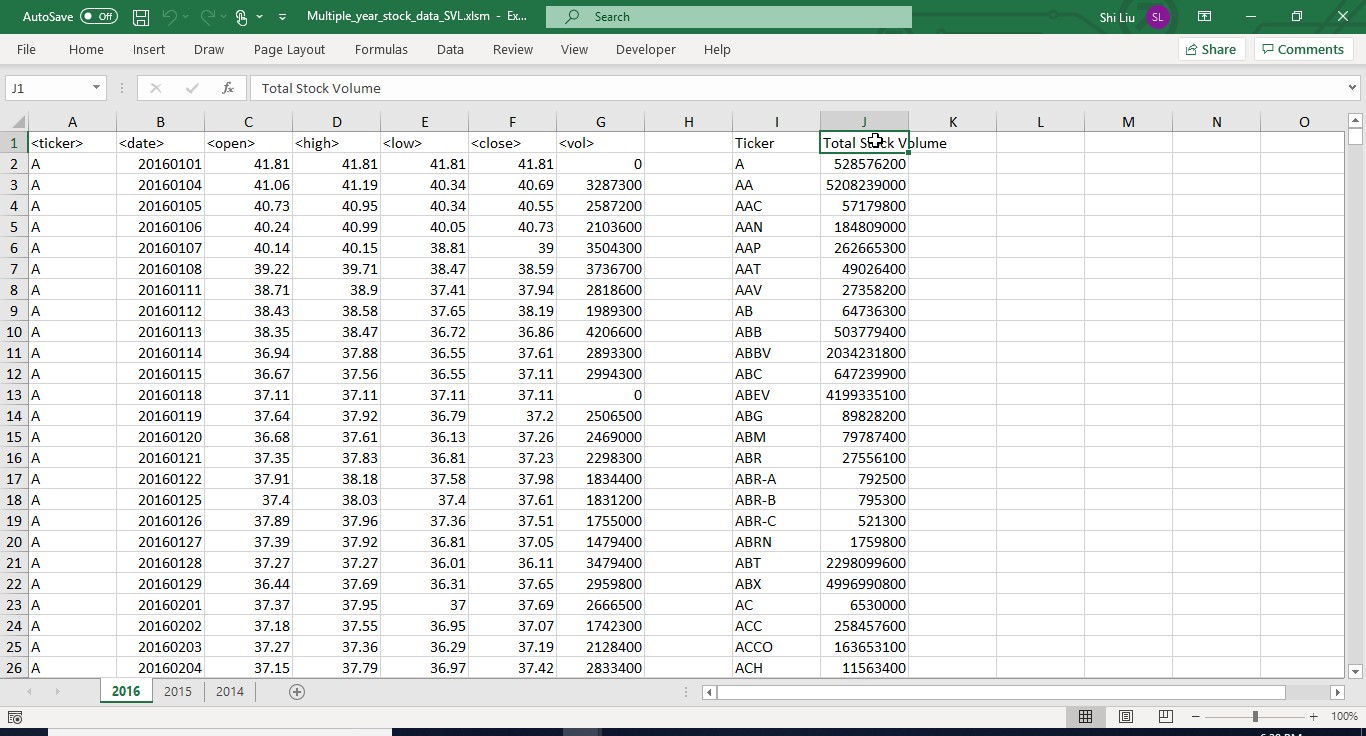 AutoSave Off Multiple_year_stock_data_SVL.xlsm - Ex... Search Shi Liu SL
File Home Insert Draw Page Layout Formulas Data Review View Developer Help Share Comments
J1 fx Total Stock Volume
A B C D E F G H I J K L M N O
1 <ticker> <date> <open> <high> <low> <close> <vol> Ticker Total Stock Volume
2 A 20160101 41.81 41.81 41.81 41.81 0 A 528576200
3 A 20160104 41.06 41.19 40.34 40.69 3287300 AA 5208239000
4 A 20160105 40.73 40.95 40.34 40.55 2587200 AAC 57179800
5 A 20160106 40.24 40.99 40.05 40.73 2103600 AAN 184809000
6 A 20160107 40.14 40.15 38.81 39 3504300 AAP 262665300
7 A 20160108 39.22 39.71 38.47 38.59 3736700 AAT 49026400
8 A 20160111 38.71 38.9 37.41 37.94 2818600 AAV 27358200
9 A 20160112 38.43 38.58 37.65 38.19 1989300 AB 64736300
10 A 20160113 38.35 38.47 36.72 36.86 4206600 ABB 503779400
11 A 20160114 36.94 37.88 36.55 37.61 2893300 ABBV 2034231800
12 A 20160115 36.67 37.56 36.55 37.11 2994300 ABC 647239900
13 A 20160118 37.11 37.11 37.11 37.11 0 ABEV 4199335100
14 A 20160119 37.64 37.92 36.79 37.2 2506500 ABG 89828200
15 A 20160120 36.68 37.61 36.13 37.26 2469000 ABM 79787400
16 A 20160121 37.35 37.83 36.81 37.23 2298300 ABR 27556100
17 A 20160122 37.91 38.18 37.58 37.98 1834400 ABR-A 792500
18 A 20160125 37.4 38.03 37.4 37.61 1831200 ABR-B 795300
19 A 20160126 37.89 37.96 37.36 37.51 1755000 ABR-C 521300
20 A 20160127 37.39 37.92 36.81 37.05 1479400 ABRN 1759800
21 A 20160128 37.27 37.27 36.01 36.11 3479400 ABT 2298099600
22 A 20160129 36.44 37.69 36.31 37.65 2959800 ABX 4996990800
23 A 20160201 37.37 37.95 37 37.69 2666500 AC 6530000
24 A 20160202 37.18 37.55 36.95 37.07 1742300 ACC 258457600
25 A 20160203 37.27 37.36 36.29 37.19 2128400 ACCO 163653100
26 A 20160204 37.15 37.79 36.97 37.42 2833400 ACH 11563400
2016 2015 2014
100%